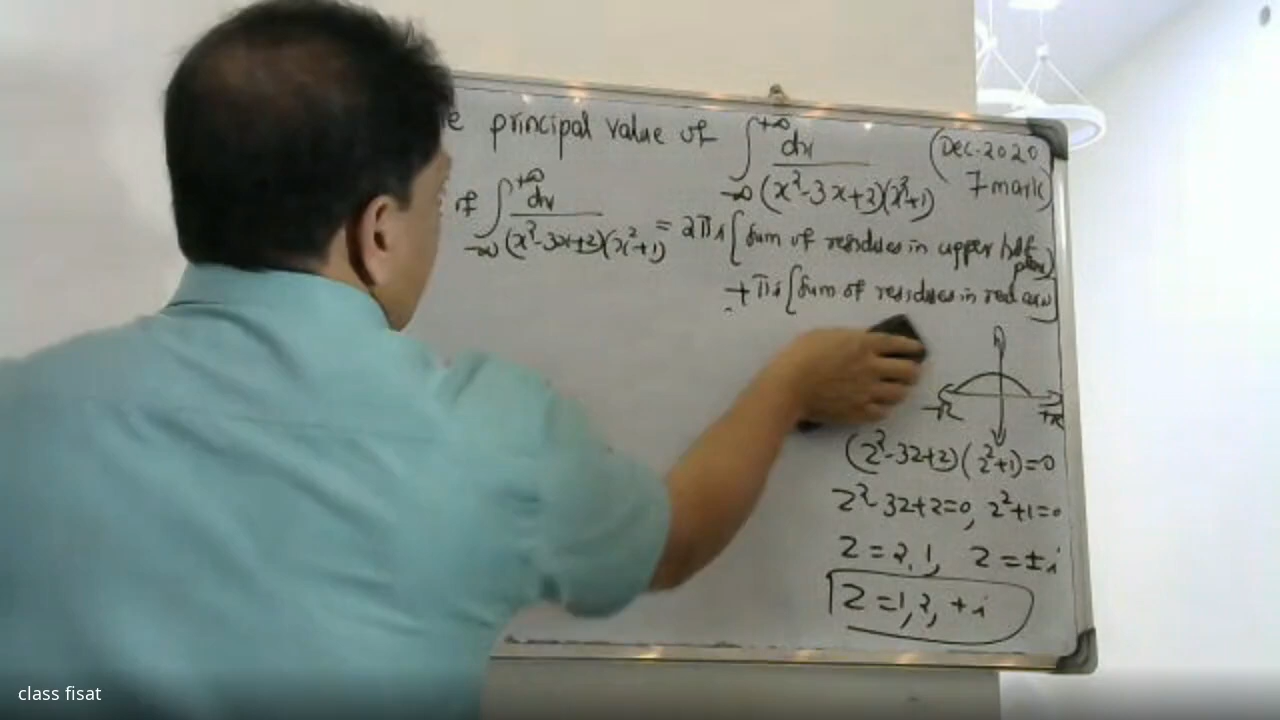 e principal value of ∫_{-∞}^{+∞} dx / (x²-3x+2)(x²+1) (Dec-2020 7 mark)
of ∫_{-∞}^{+∞} dx / (x²-3x+2)(x²+1) = 2πi [Sum of residues in upper half plane]
+ πi [Sum of residues in real axis]
-R +R
(z²-3z+2)(z²+1)=0
z²-3z+2=0, z²+1=0
z=2,1, z=±i
z=1,2,+i
class fisat